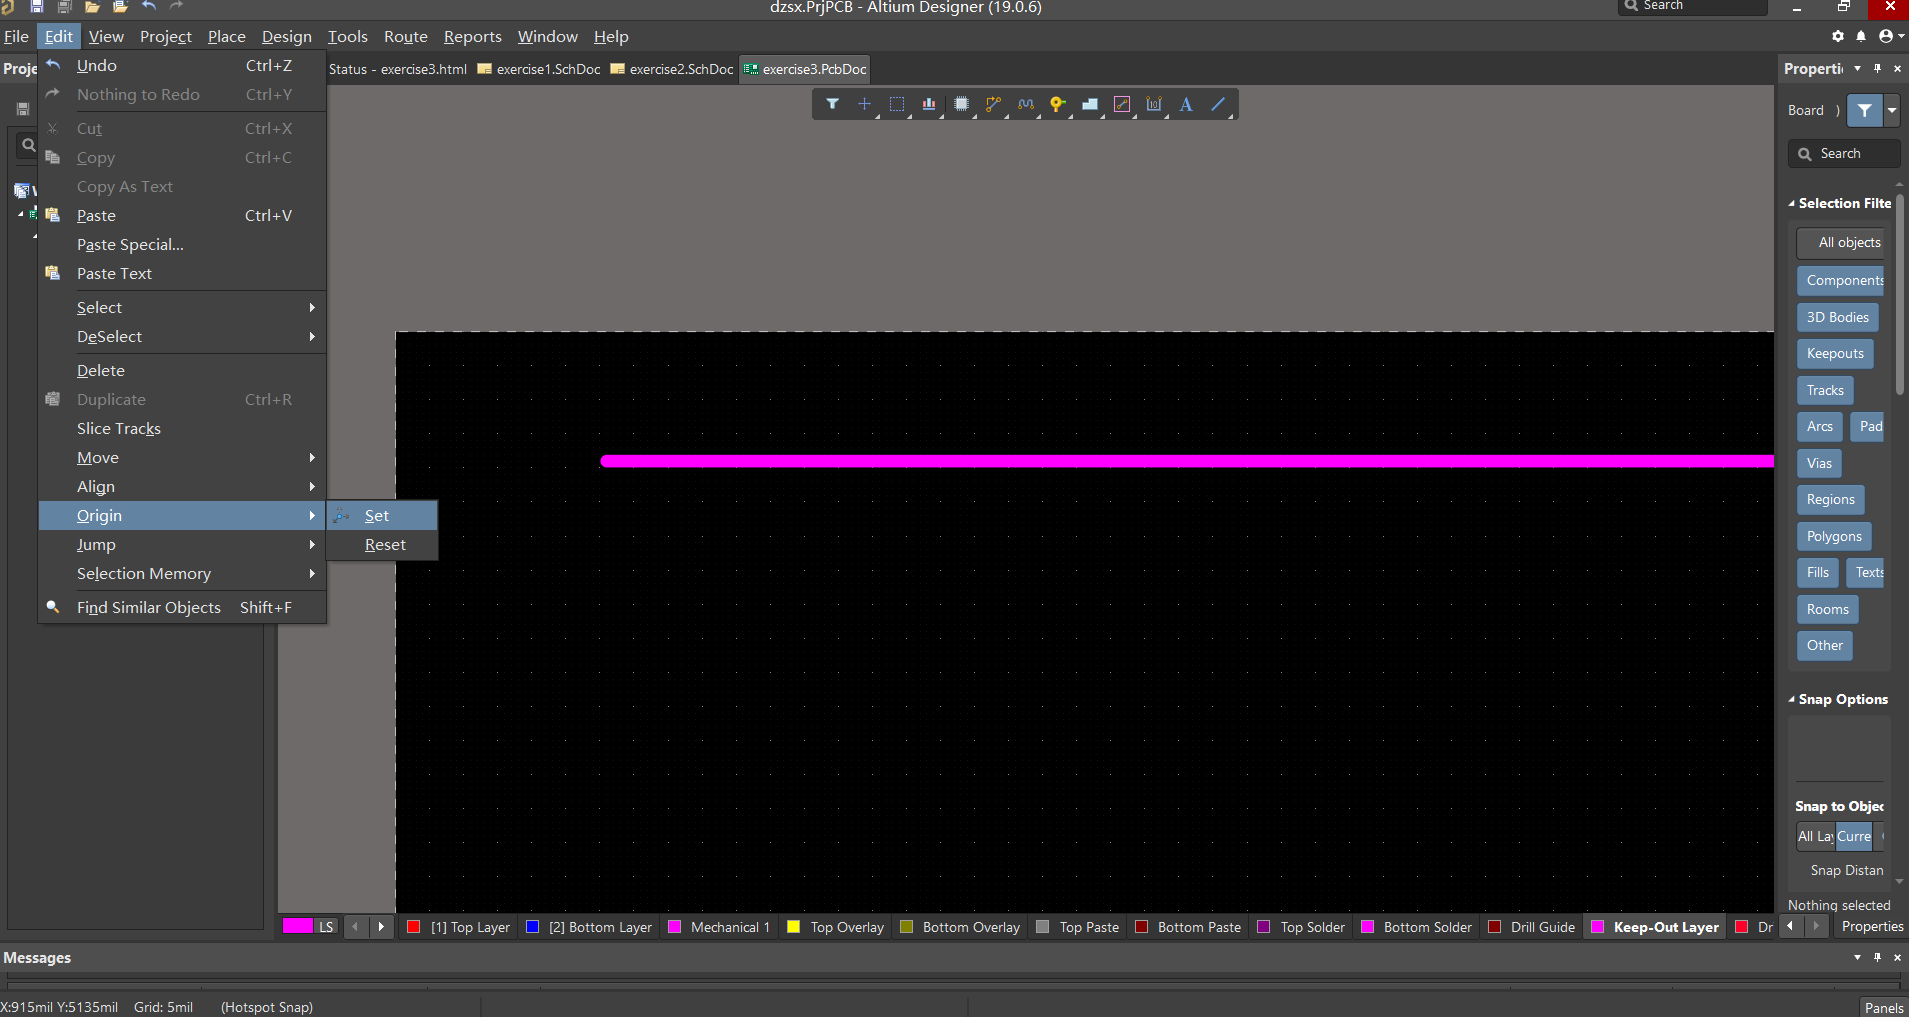 dzsx.PrjPCB - Altium Designer (19.0.6)
Search
File Edit View Project Place Design Tools Route Reports Window Help
Proje
Status - exercise3.html exercise1.SchDoc exercise2.SchDoc exercise3.PcbDoc
Undo Ctrl+Z
Nothing to Redo Ctrl+Y
Cut Ctrl+X
Copy Ctrl+C
Copy As Text
Paste Ctrl+V
Paste Special...
Paste Text
Select
DeSelect
Delete
Duplicate Ctrl+R
Slice Tracks
Move
Align
Origin
Jump
Selection Memory
Find Similar Objects Shift+F
Set
Reset
10
A
Properti
Board )
Search
Selection Filte
All objects
Components
3D Bodies
Keepouts
Tracks
Arcs Pad
Vias
Regions
Polygons
Fills Texts
Rooms
Other
Snap Options
Snap to Objec
All Lay Curre
Snap Distan
Nothing selected
LS [1] Top Layer [2] Bottom Layer Mechanical 1 Top Overlay Bottom Overlay Top Paste Bottom Paste Top Solder Bottom Solder Drill Guide Keep-Out Layer Dr
Properties
Messages
X:915mil Y:5135mil Grid: 5mil (Hotspot Snap)
Panels